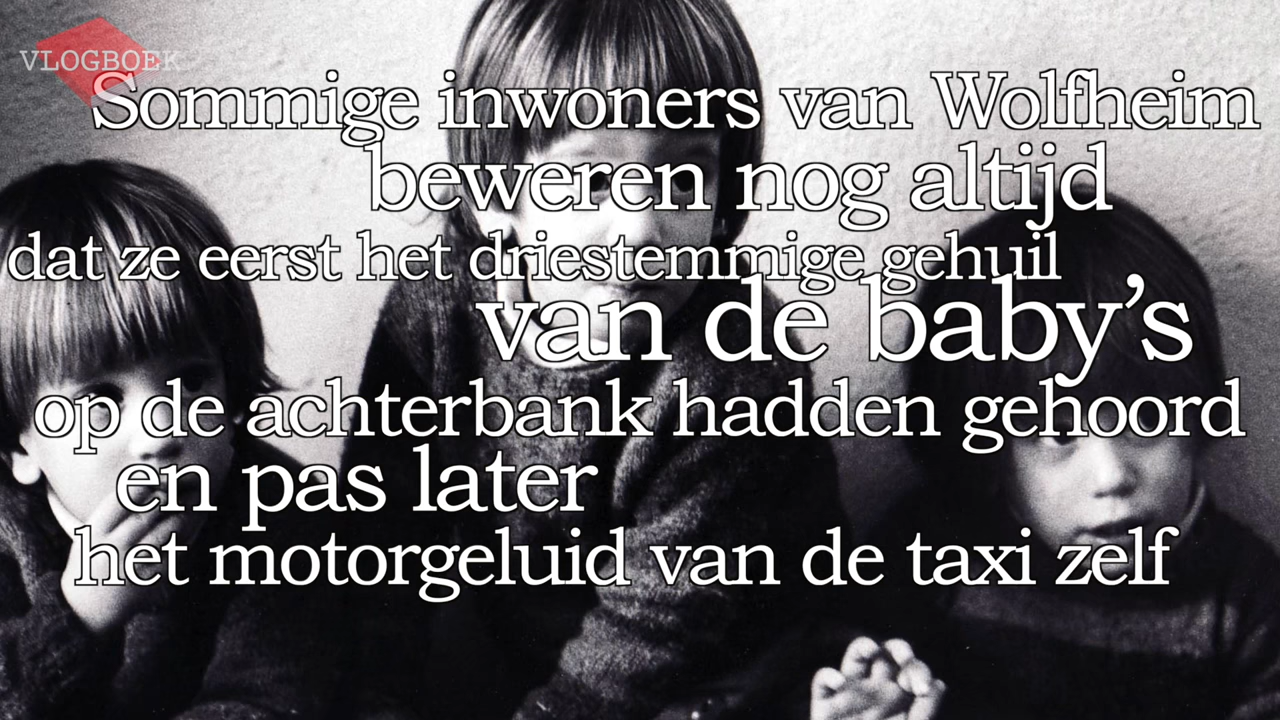 VLOGBOEK
Sommige inwoners van Wolfheim
beweren nog altijd
dat ze eerst het driestemmige gehuil
van de baby’s
op de achterbank hadden gehoord
en pas later
het motorgeluid van de taxi zelf